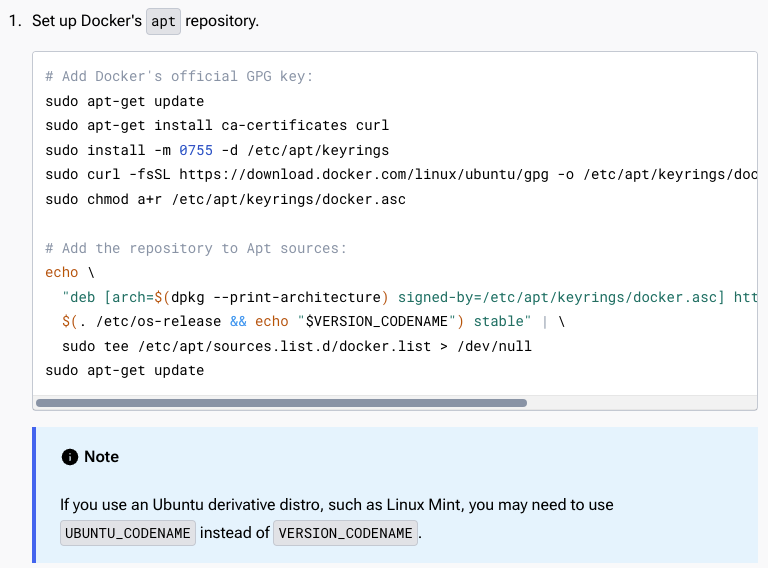 1. Set up Docker's apt repository.
# Add Docker's official GPG key:
sudo apt-get update
sudo apt-get install ca-certificates curl
sudo install -m 0755 -d /etc/apt/keyrings
sudo curl -fsSL https://download.docker.com/linux/ubuntu/gpg -o /etc/apt/keyrings/doc
sudo chmod a+r /etc/apt/keyrings/docker.asc
# Add the repository to Apt sources:
echo \
"deb [arch=$(dpkg --print-architecture) signed-by=/etc/apt/keyrings/docker.asc] htt
$(. /etc/os-release && echo "$VERSION_CODENAME") stable" | \
sudo tee /etc/apt/sources.list.d/docker.list > /dev/null
sudo apt-get update
Note
If you use an Ubuntu derivative distro, such as Linux Mint, you may need to use
UBUNTU_CODENAME instead of VERSION_CODENAME.